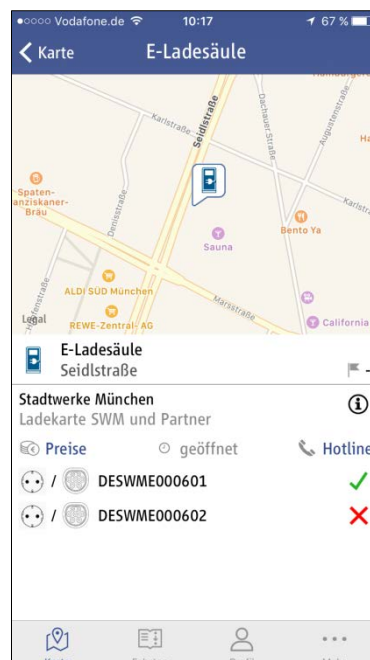 ●○○○○ Vodafone.de 10:17 67 %
Karte E-Ladesäule
Karlstraße
Seidlstraße
Dachauer Straße
Augustenstraße
Spaten-
anziskaner-
Bräu
Denisstraße
Bento Ya
Sauna
ALDI SÜD München
Marsstraße
Legal
REWE-Zentral- AG
California
E-Ladesäule
Seidlstraße
Stadtwerke München
Ladekarte SWM und Partner
Preise geöffnet Hotline
/ DESWME000601
/ DESWME000602